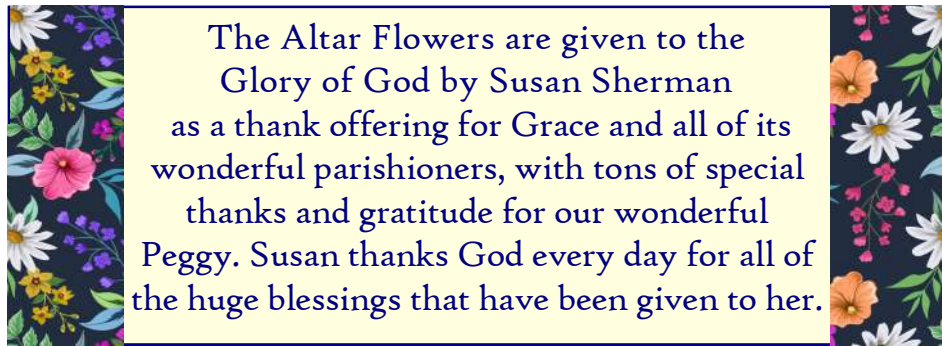 The Altar Flowers are given to the
Glory of God by Susan Sherman
as a thank offering for Grace and all of its
wonderful parishioners, with tons of special
thanks and gratitude for our wonderful
Peggy. Susan thanks God every day for all of
the huge blessings that have been given to her.